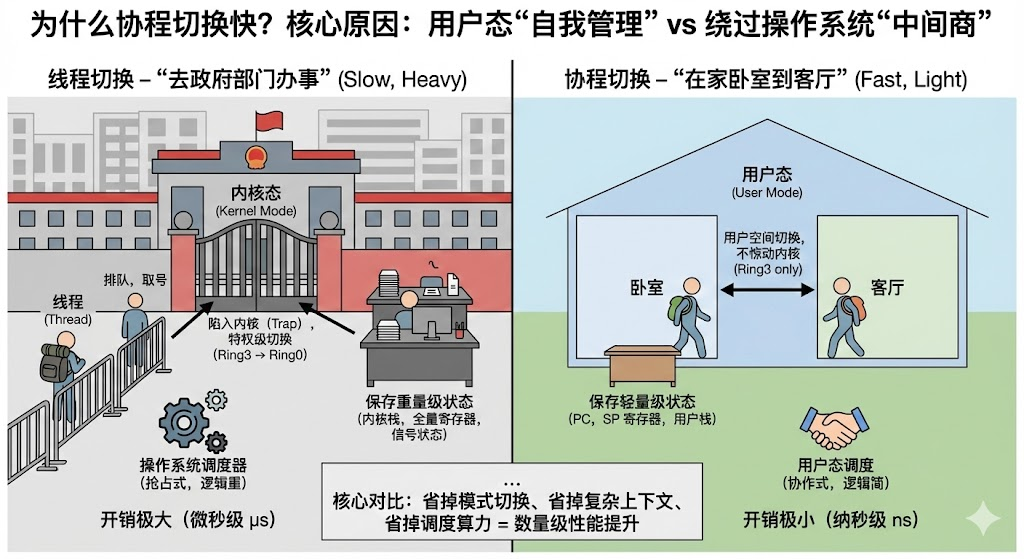 为什么协程切换快？核心原因：用户态“自我管理” vs 绕过操作系统“中间商”
线程切换 – “去政府部门办事” (Slow, Heavy)
内核态
(Kernel Mode)
排队，取号
线程
(Thread)
陷入内核（Trap），
特权级切换
(Ring3 → Ring0)
保存重量级状态
(内核栈，全量寄存器，
信号状态)
操作系统调度器
(抢占式，逻辑重)
开销极大（微秒级 µs）
协程切换 – “在家卧室到客厅” (Fast, Light)
用户态
(User Mode)
用户空间切换，
不惊动内核
(Ring3 only)
卧室
客厅
保存轻量级状态
(PC，SP 寄存器，用户栈)
用户态调度
(协作式，逻辑简)
开销极小（纳秒级 ns）
...
核心对比：省掉模式切换、省掉复杂上下文、
省掉调度算力 = 数量级性能提升